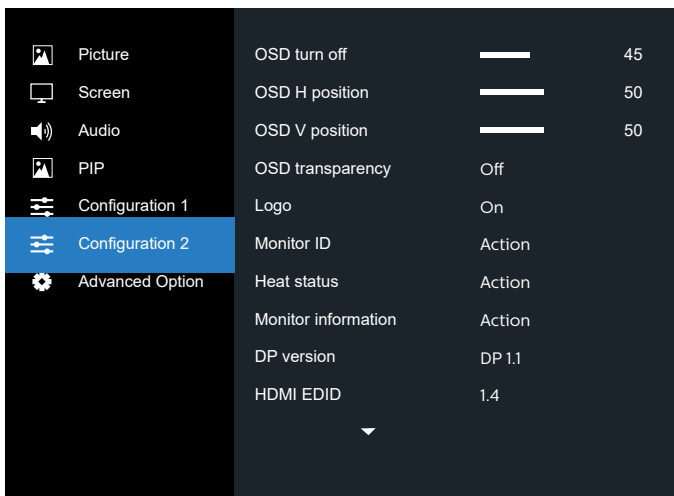 Picture
Screen
Audio
PIP
Configuration 1
Configuration 2
Advanced Option
OSD turn off 45
OSD H position 50
OSD V position 50
OSD transparency Off
Logo On
Monitor ID Action
Heat status Action
Monitor information Action
DP version DP 1.1
HDMI EDID 1.4